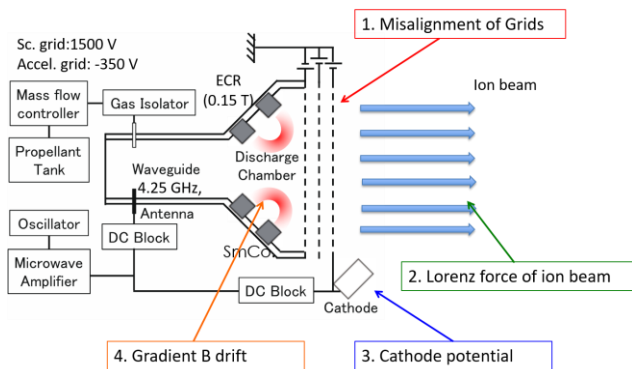 1. Misalignment of Grids
Sc. grid:1500 V
Accel. grid: -350 V
ECR
(0.15 T)
Ion beam
Mass flow
controller
Gas Isolator
Propellant
Tank
Discharge
Chamber
Waveguide
4.25 GHz,
Antenna
Oscillator
DC Block
SmCo
Microwave
Amplifier
2. Lorenz force of ion beam
DC Block
Cathode
4. Gradient B drift
3. Cathode potential